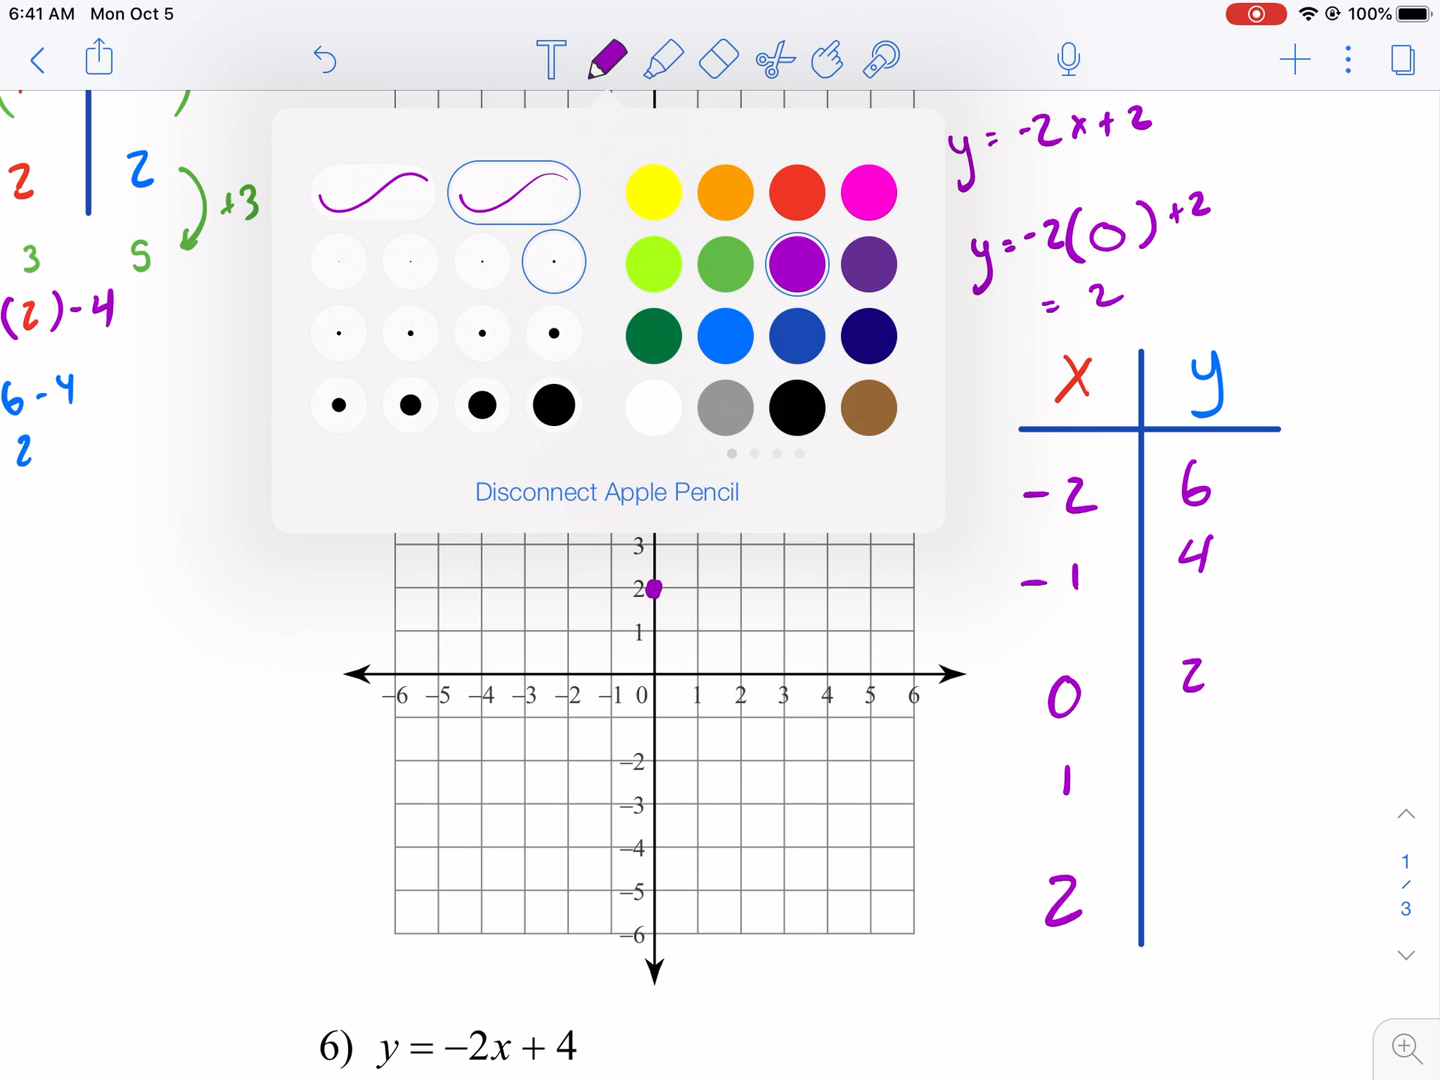 6:41 AM Mon Oct 5
100%
T
2 2 +3
3 5
(2)-4
6-4
2
y = -2x+2
y=-2(0)+2
= 2
x y
-2 6
-1 4
0 2
1
2
Disconnect Apple Pencil
3
2
1
–6 –5 –4 –3 –2 –1 0 1 2 3 4 5 6
–2
–3
–4
–5
–6
1
/
3
6) y = –2x + 4